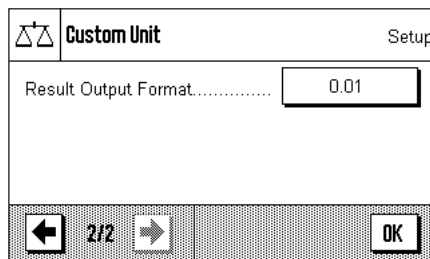 Custom Unit
Setup
Result Output Format............... 0.01
2/2
OK